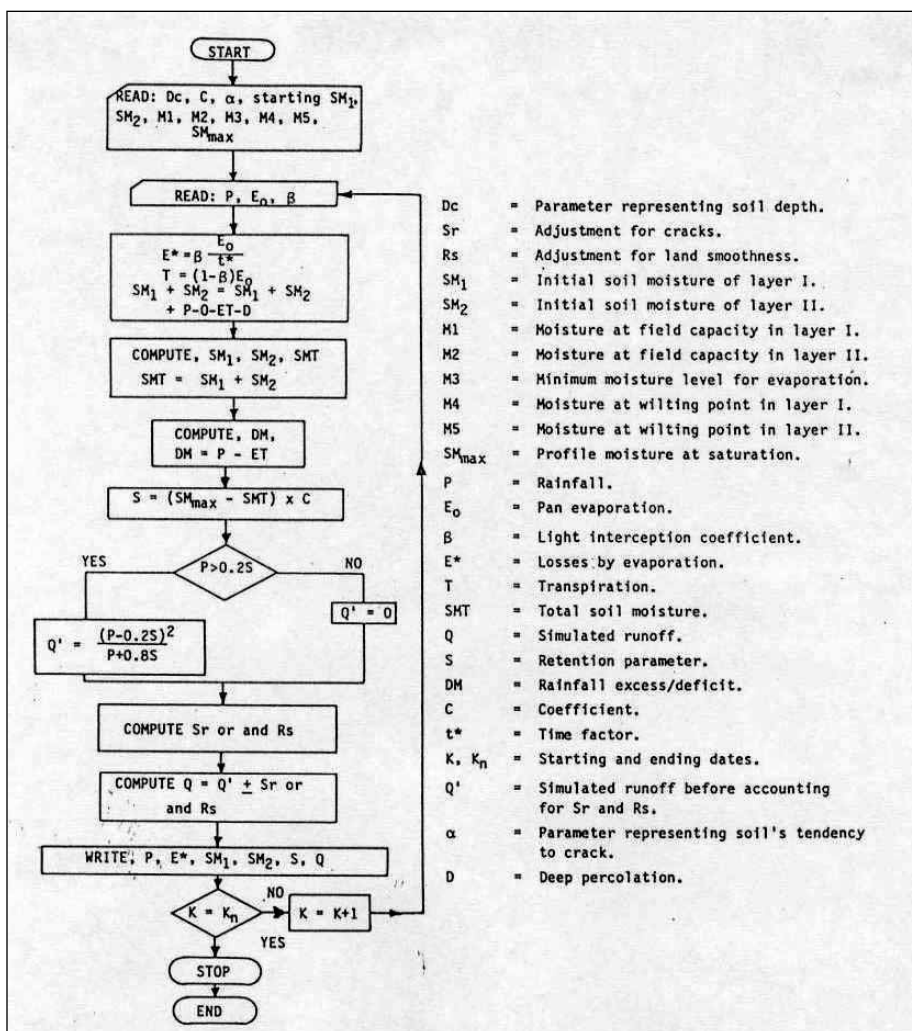 START
READ: Dc, C, α, starting SM₁,
SM₂, M1, M2, M3, M4, M5,
SMmax
READ: P, Eₒ, β
E* = β Eₒ/t*
T = (1-β)Eₒ
SM₁ + SM₂ = SM₁ + SM₂
+ P-O-ET-D
COMPUTE, SM₁, SM₂, SMT
SMT = SM₁ + SM₂
COMPUTE, DM,
DM = P - ET
S = (SMmax - SMT) x C
YES
P>0.2S
NO
Q' = 0
Q' = (P-0.2S)²/P+0.8S
COMPUTE Sr or and Rs
COMPUTE Q = Q' ± Sr or
and Rs
WRITE, P, E*, SM₁, SM₂, S, Q
K = Kn
NO
K = K+1
YES
STOP
END
Dc = Parameter representing soil depth.
Sr = Adjustment for cracks.
Rs = Adjustment for land smoothness.
SM₁ = Initial soil moisture of layer I.
SM₂ = Initial soil moisture of layer II.
M1 = Moisture at field capacity in layer I.
M2 = Moisture at field capacity in layer II.
M3 = Minimum moisture level for evaporation.
M4 = Moisture at wilting point in layer I.
M5 = Moisture at wilting point in layer II.
SMmax = Profile moisture at saturation.
P = Rainfall.
Eₒ = Pan evaporation.
β = Light interception coefficient.
E* = Losses by evaporation.
T = Transpiration.
SMT = Total soil moisture.
Q = Simulated runoff.
S = Retention parameter.
DM = Rainfall excess/deficit.
C = Coefficient.
t* = Time factor.
K, Kn = Starting and ending dates.
Q' = Simulated runoff before accounting
for Sr and Rs.
α = Parameter representing soil's tendency
to crack.
D = Deep percolation.